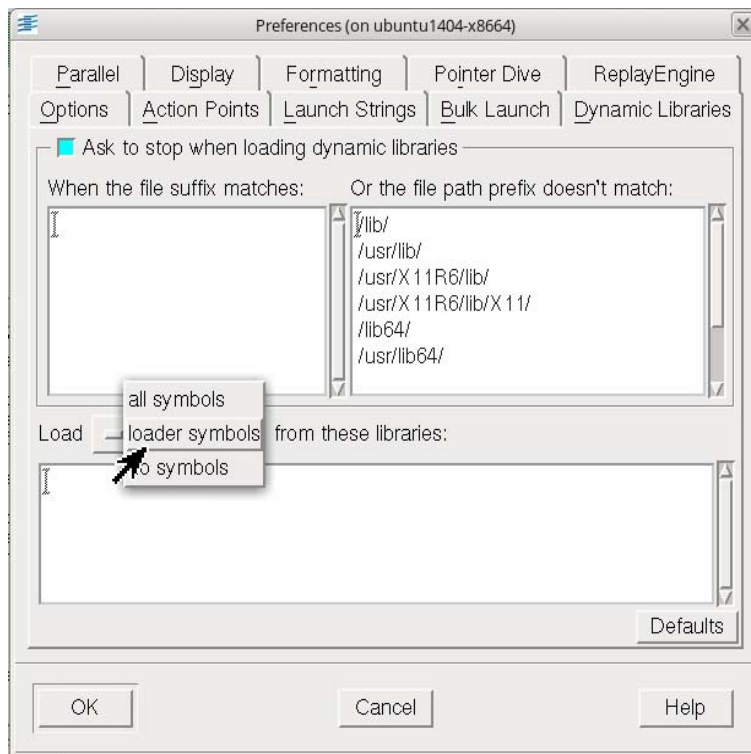 Preferences (on ubuntu1404-x8664)
Parallel Display Formatting Pointer Dive ReplayEngine
Options Action Points Launch Strings Bulk Launch Dynamic Libraries
Ask to stop when loading dynamic libraries
When the file suffix matches: Or the file path prefix doesn't match:
/lib/
/usr/lib/
/usr/X11R6/lib/
/usr/X11R6/lib/X11/
/lib64/
/usr/lib64/
all symbols
Load loader symbols from these libraries:
symbols
Defaults
OK Cancel Help